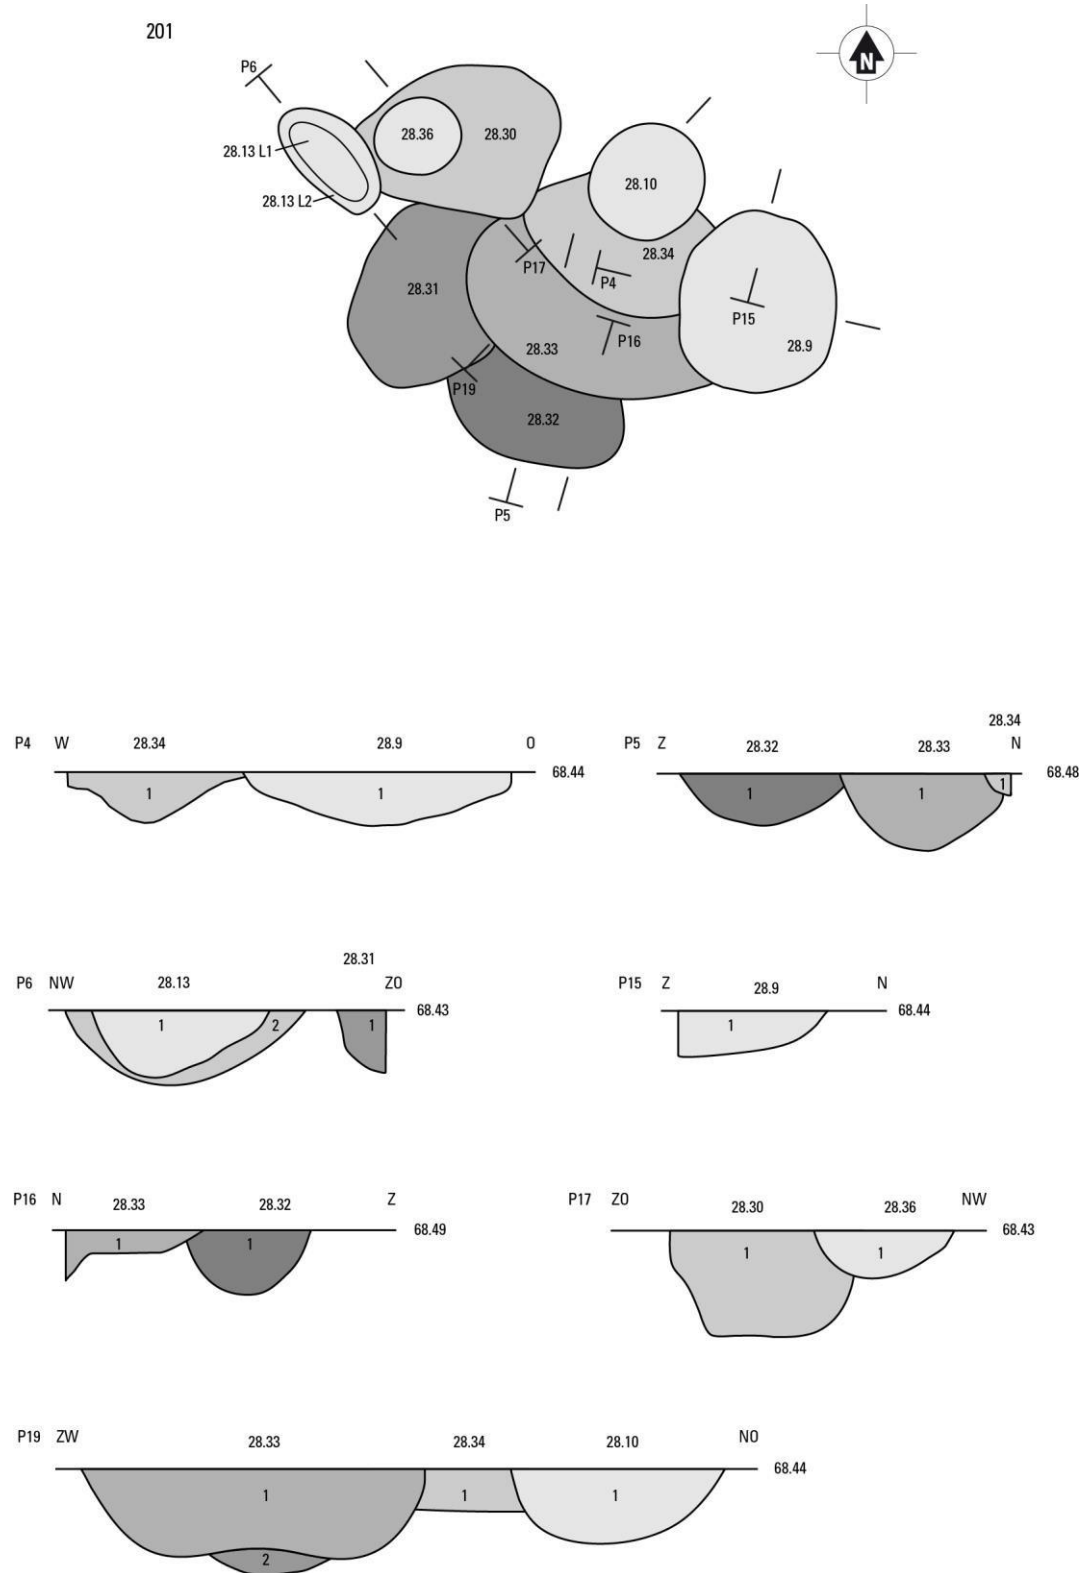 201
N
P6
28.36
28.30
28.13 L1
28.10
28.13 L2
28.34
P17
P4
28.31
P15
28.33
P16
28.9
P19
28.32
P5
P4 W 28.34 28.9 O 68.44
1 1
28.34
P5 Z 28.32 28.33 N 68.48
1 1 1
28.31
P6 NW 28.13 ZO 68.43
1 2 1
P15 Z 28.9 N 68.44
1
P16 N 28.33 28.32 Z 68.49
1 1
P17 ZO 28.30 28.36 NW 68.43
1 1
P19 ZW 28.33 28.34 28.10 NO 68.44
1 1 1
2